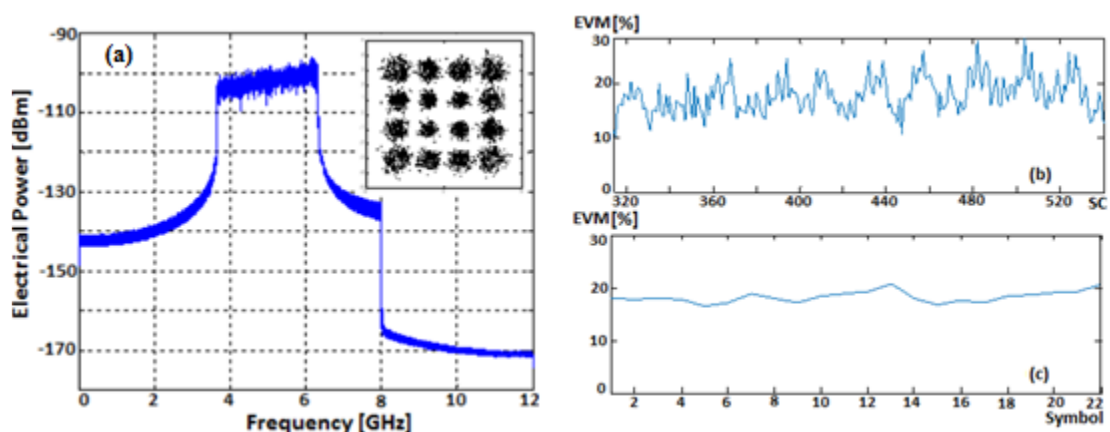 (a)
Electrical Power [dBm]
-90
-110
-130
-150
-170
0 2 4 6 8 10 12
Frequency [GHz]
EVM [%]
30
20
10
0
(b)
320 360 400 440 480 520 SC
EVM [%]
30
20
10
0
(c)
2 4 6 8 10 12 14 16 18 20 22
Symbol